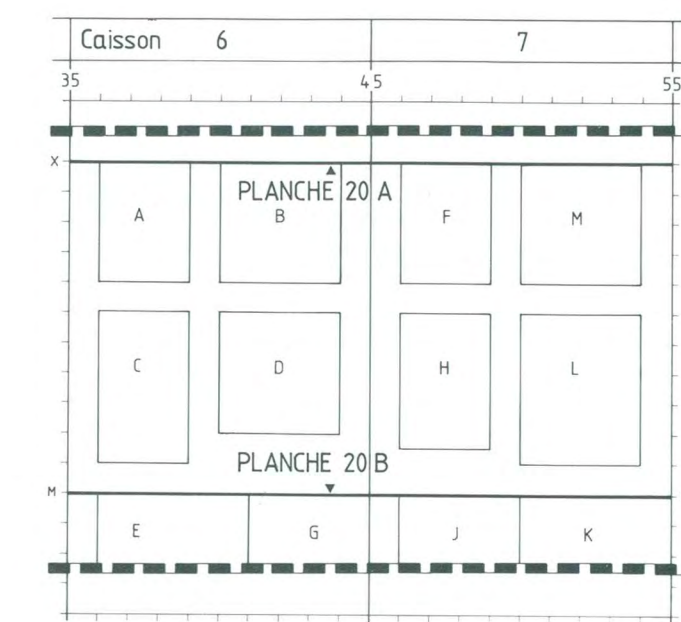 Caisson 6 7
35 45 55
X
PLANCHE 20 A
A B F M
C D H L
PLANCHE 20 B
M
E G J K